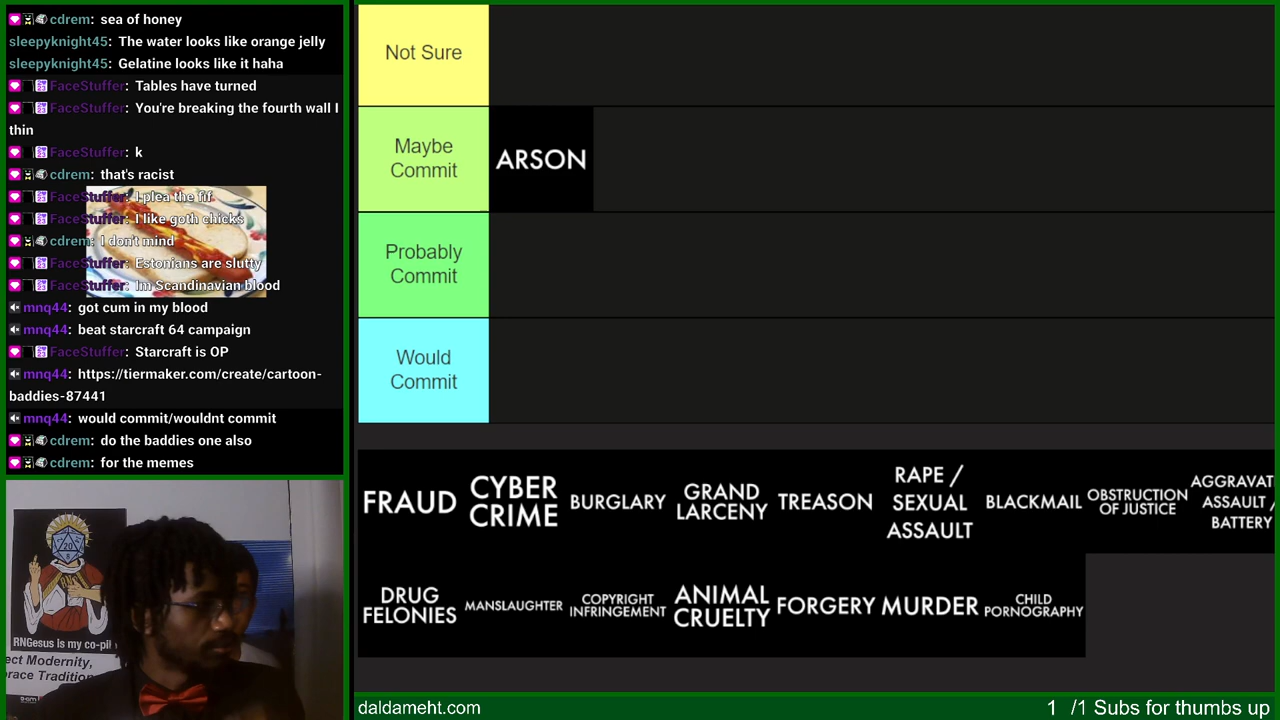 cdrem: sea of honey
sleepyknight45: The water looks like orange jelly
sleepyknight45: Gelatine looks like it haha
FaceStuffer: Tables have turned
FaceStuffer: You're breaking the fourth wall I
thin
FaceStuffer: k
cdrem: that's racist
FaceStuffer: I plea the fif
FaceStuffer: I like goth chicks
cdrem: I don't mind
FaceStuffer: Estonians are slutty
FaceStuffer: Im Scandinavian blood
mnq44: got cum in my blood
mnq44: beat starcraft 64 campaign
FaceStuffer: Starcraft is OP
mnq44: https://tiermaker.com/create/cartoon-
baddies-87441
mnq44: would commit/wouldnt commit
cdrem: do the baddies one also
cdrem: for the memes
RNGesus is my co-pil
ect Modernity,
brace Tradition
Not Sure
Maybe
Commit
ARSON
Probably
Commit
Would
Commit
FRAUD
CYBER
CRIME
BURGLARY
GRAND
LARCENY
TREASON
RAPE /
SEXUAL
ASSAULT
BLACKMAIL
OBSTRUCTION
OF JUSTICE
AGGRAVAT
ASSAULT /
BATTERY
DRUG
FELONIES
MANSLAUGHTER
COPYRIGHT
INFRINGEMENT
ANIMAL
CRUELTY
FORGERY
MURDER
CHILD
PORNOGRAPHY
daldameht.com
1 /1 Subs for thumbs up